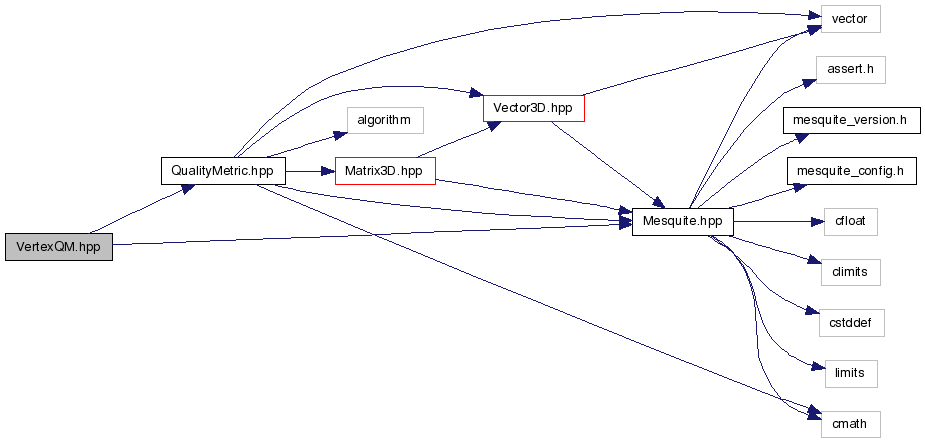 vector
assert.h
Vector3D.hpp
algorithm
mesquite_version.h
QualityMetric.hpp
Matrix3D.hpp
mesquite_config.h
Mesquite.hpp
cfloat
VertexQM.hpp
climits
cstddef
limits
cmath